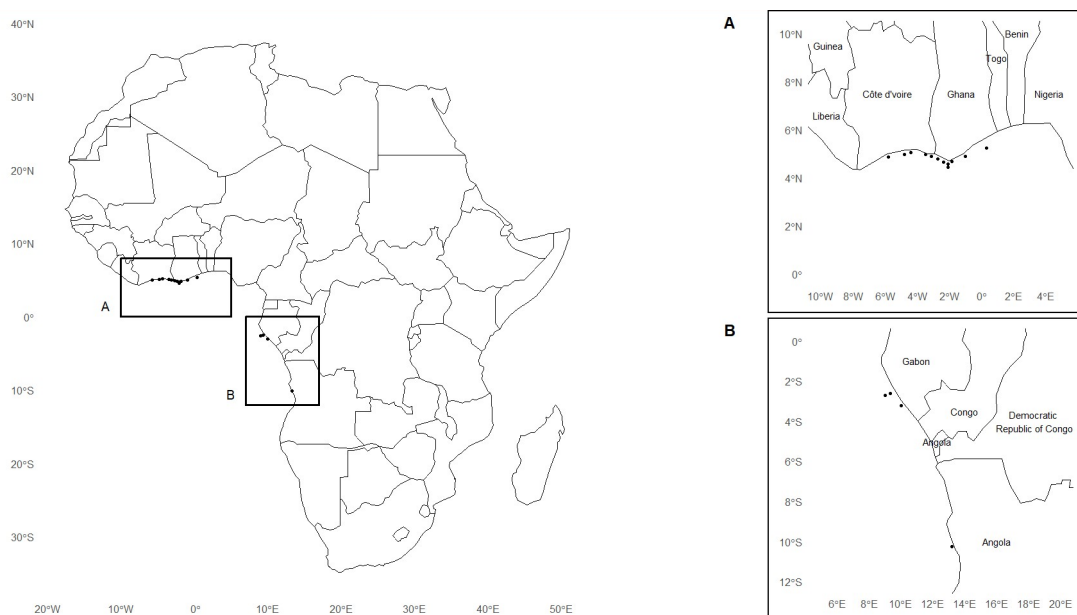 40°N
30°N
20°N
10°N
0°
10°S
20°S
30°S
20°W 10°W 0° 10°E 20°E 30°E 40°E 50°E
A
B
A
10°N
8°N
6°N
4°N
2°N
0°
10°W 8°W 6°W 4°W 2°W 0° 2°E 4°E
Benin
Guinea
Togo
Côte d'voire Ghana Nigeria
Liberia
B
0°
2°S
4°S
6°S
8°S
10°S
12°S
6°E 8°E 10°E 12°E 14°E 16°E 18°E 20°E
Gabon
Congo
Democratic
Republic of Congo
Angola
Angola